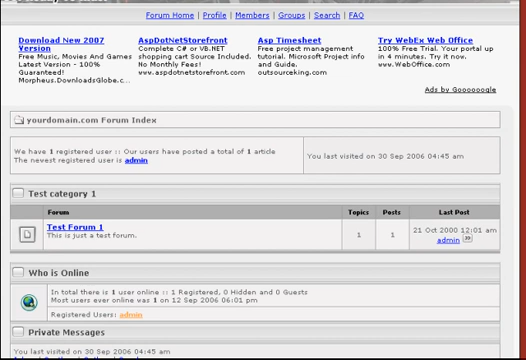 Forum Home | Profile | Members | Groups | Search | FAQ
Download New 2007 Version
Free Music, Movies And Games
Latest Version - 100%
Guaranteed!
Morpheus.DownloadsGlobe.c...
AspDotNetStorefront
Complete C# or VB.NET
shopping cart Source Included.
No Monthly Fees!
www.aspdotnetstorefront.com
Asp Timesheet
Free project management
tutorial. Microsoft Project info
and Guide.
outsourceking.com
Try WebEx Web Office
100% Free Trial. Your portal up
in 4 minutes. Try it now.
www.WebOffice.com
Ads by Goooooogle
yourdomain.com Forum Index
We have 1 registered user :: Our users have posted a total of 1 article
The newest registered user is admin
You last visited on 30 Sep 2006 04:45 am
Test category 1
Forum Topics Posts Last Post
Test Forum 1
This is just a test forum.
1 1
21 Oct 2000 12:01 am
admin
Who is Online
In total there is 1 user online :: 1 Registered, 0 Hidden and 0 Guests
Most users ever online was 1 on 12 Sep 2006 06:01 pm
Registered Users: admin
Private Messages
You last visited on 30 Sep 2006 04:45 am